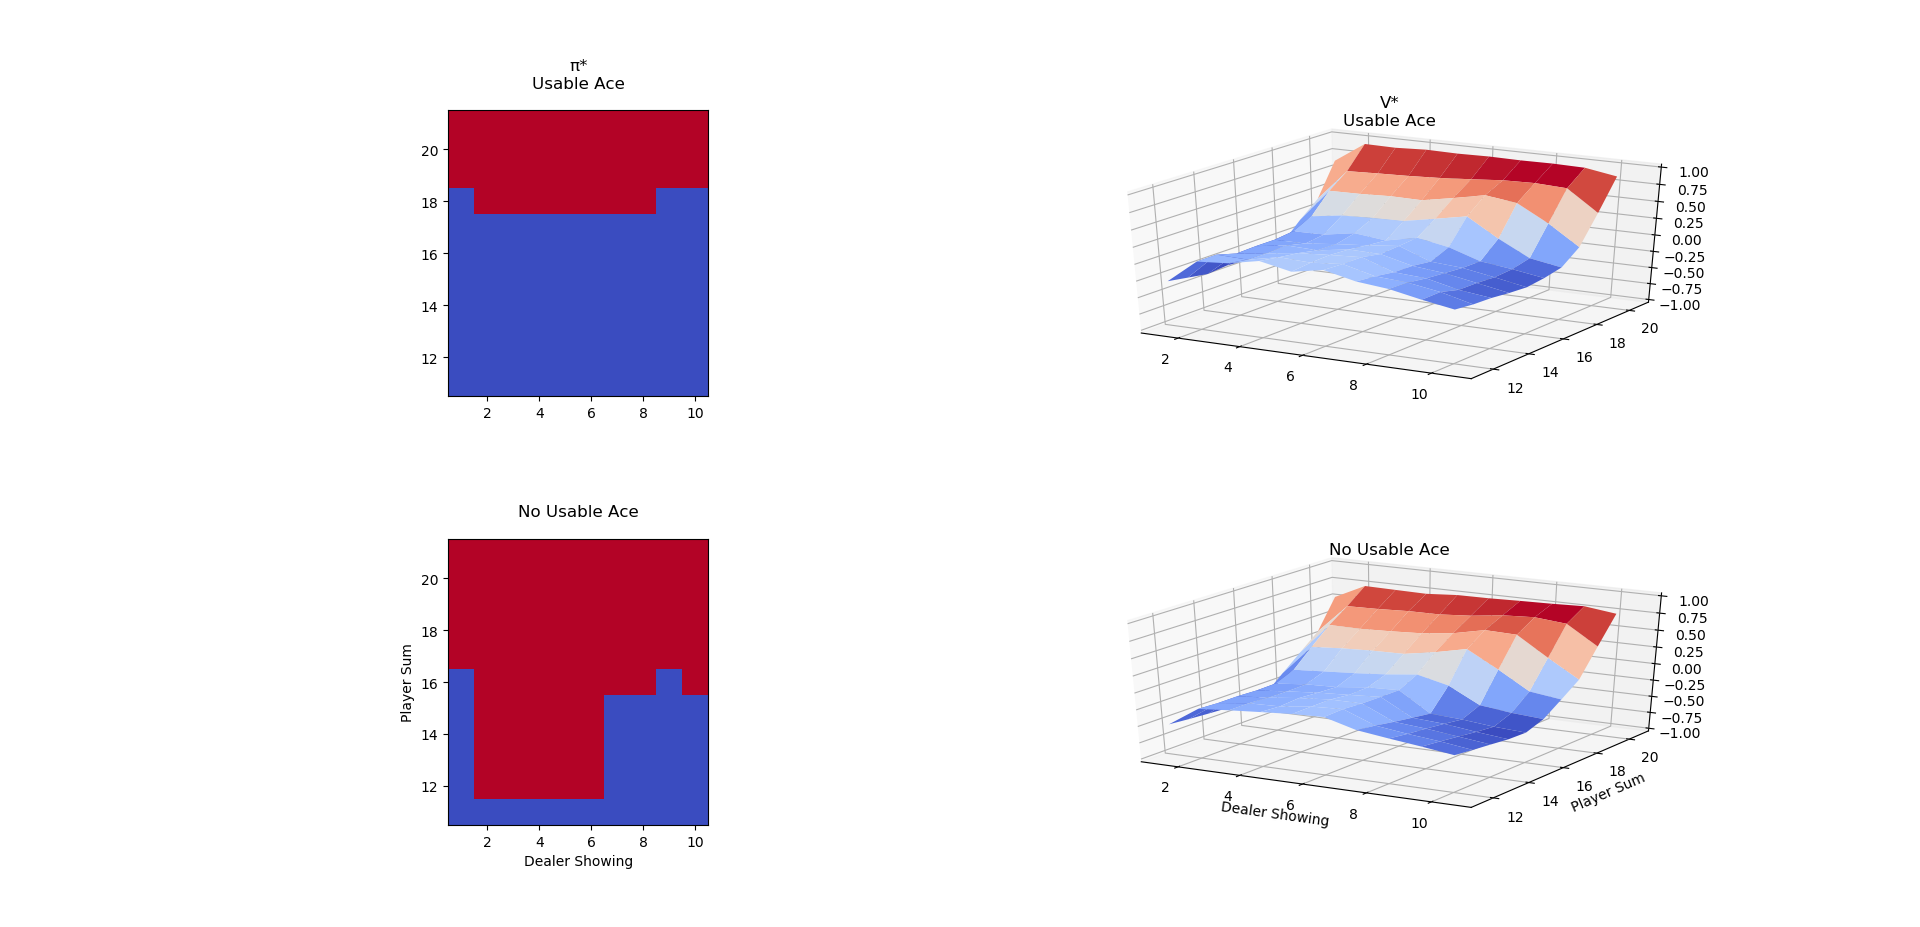 π*
Usable Ace
20
18
16
14
12
2 4 6 8 10
V*
Usable Ace
1.00
0.75
0.50
0.25
0.00
−0.25
−0.50
−0.75
−1.00
2 4 6 8 10
12 14 16 18 20
No Usable Ace
20
18
16
14
12
Player Sum
2 4 6 8 10
Dealer Showing
No Usable Ace
1.00
0.75
0.50
0.25
0.00
−0.25
−0.50
−0.75
−1.00
2 4 6 8 10
Dealer Showing
12 14 16 18 20
Player Sum